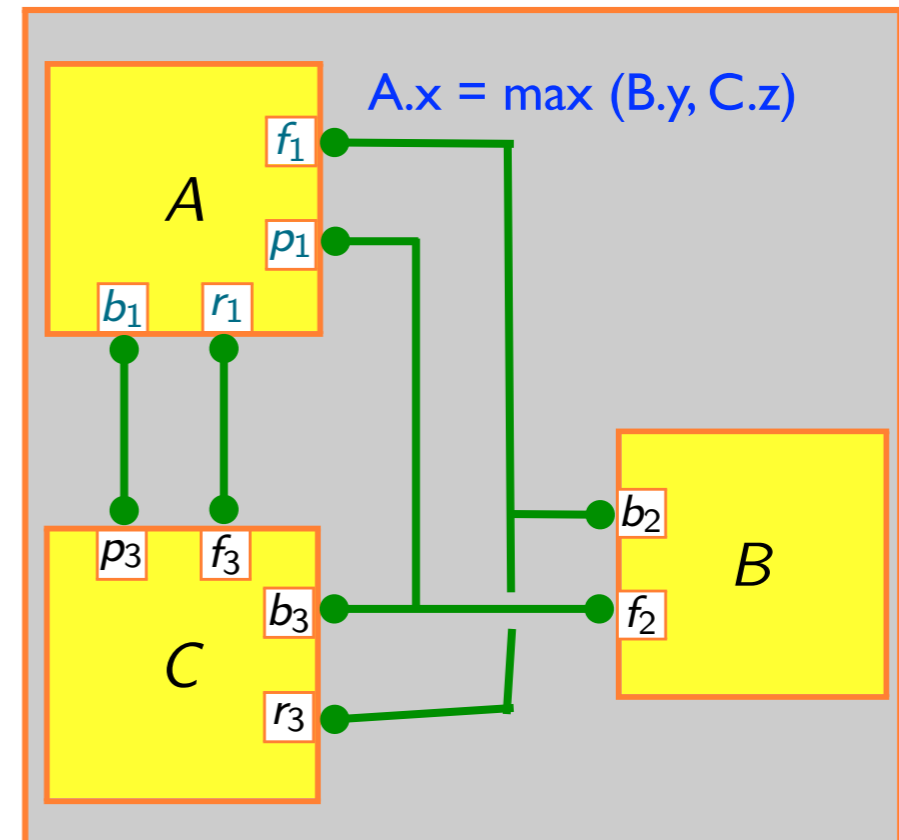 A.x = max (B.y, C.z)
f₁
A
p₁
b₁ r₁
p₃ f₃
b₂
B
b₃
f₂
C
r₃